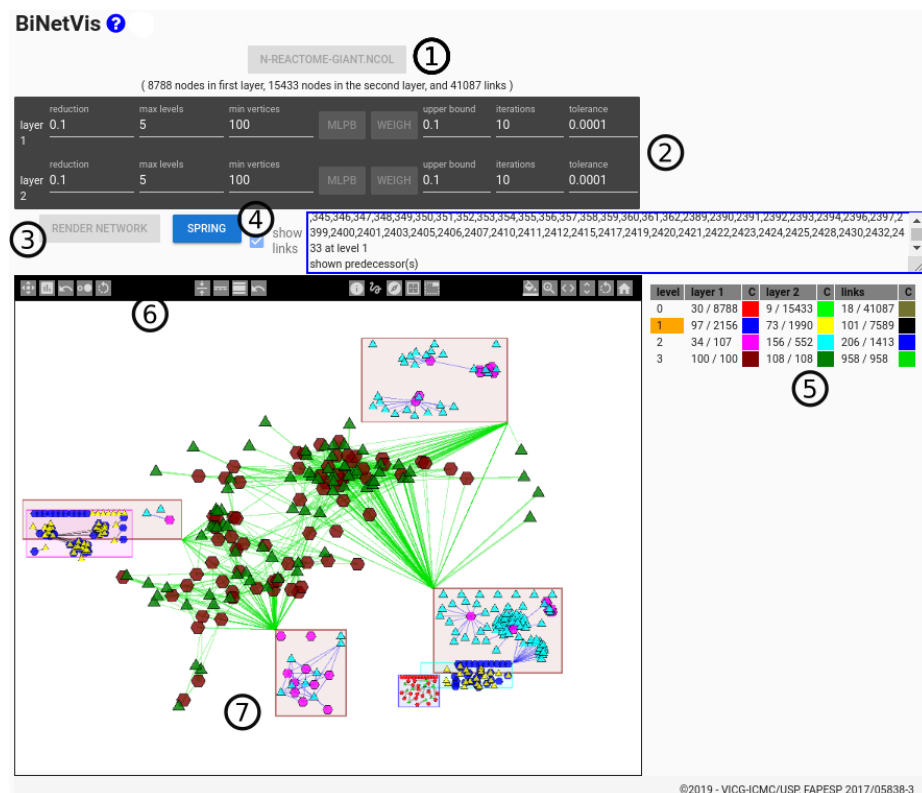 BiNetVis ?
N-REACTOME-GIANT.NCOL 1
( 8788 nodes in first layer, 15433 nodes in the second layer, and 41087 links )
reduction max levels min vertices upper bound iterations tolerance
layer 1 0.1 5 100 MLPB WEIGH 0.1 10 0.0001
2
reduction max levels min vertices upper bound iterations tolerance
layer 2 0.1 5 100 MLPB WEIGH 0.1 10 0.0001
3 RENDER NETWORK SPRING 4 show links
,345,346,347,348,349,350,351,352,353,354,355,356,357,358,359,360,361,362,2389,2390,2391,2392,2393,2394,2396,2397,2
399,2400,2401,2403,2405,2406,2407,2410,2411,2412,2415,2417,2419,2420,2421,2422,2423,2424,2425,2428,2430,2432,24
33 at level 1
shown predecessor(s)
6
level layer 1 C layer 2 C links C
0 30 / 8788 9 / 15433 18 / 41087
1 97 / 2156 73 / 1990 101 / 7589
2 34 / 107 156 / 552 206 / 1413
3 100 / 100 108 / 108 958 / 958
5
7
©2019 - VICG-ICMC/USP, FAPESP 2017/05838-3